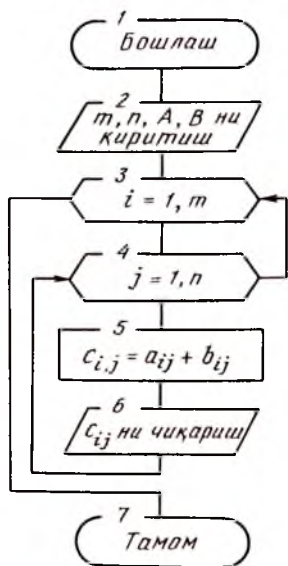 1
Бошлаш
2
m, n, A, B ни
киритиш
3
i = 1, m
4
j = 1, n
5
c_{i,j} = a_{ij} + b_{ij}
6
c_{ij} ни чиқариш
7
Тамом